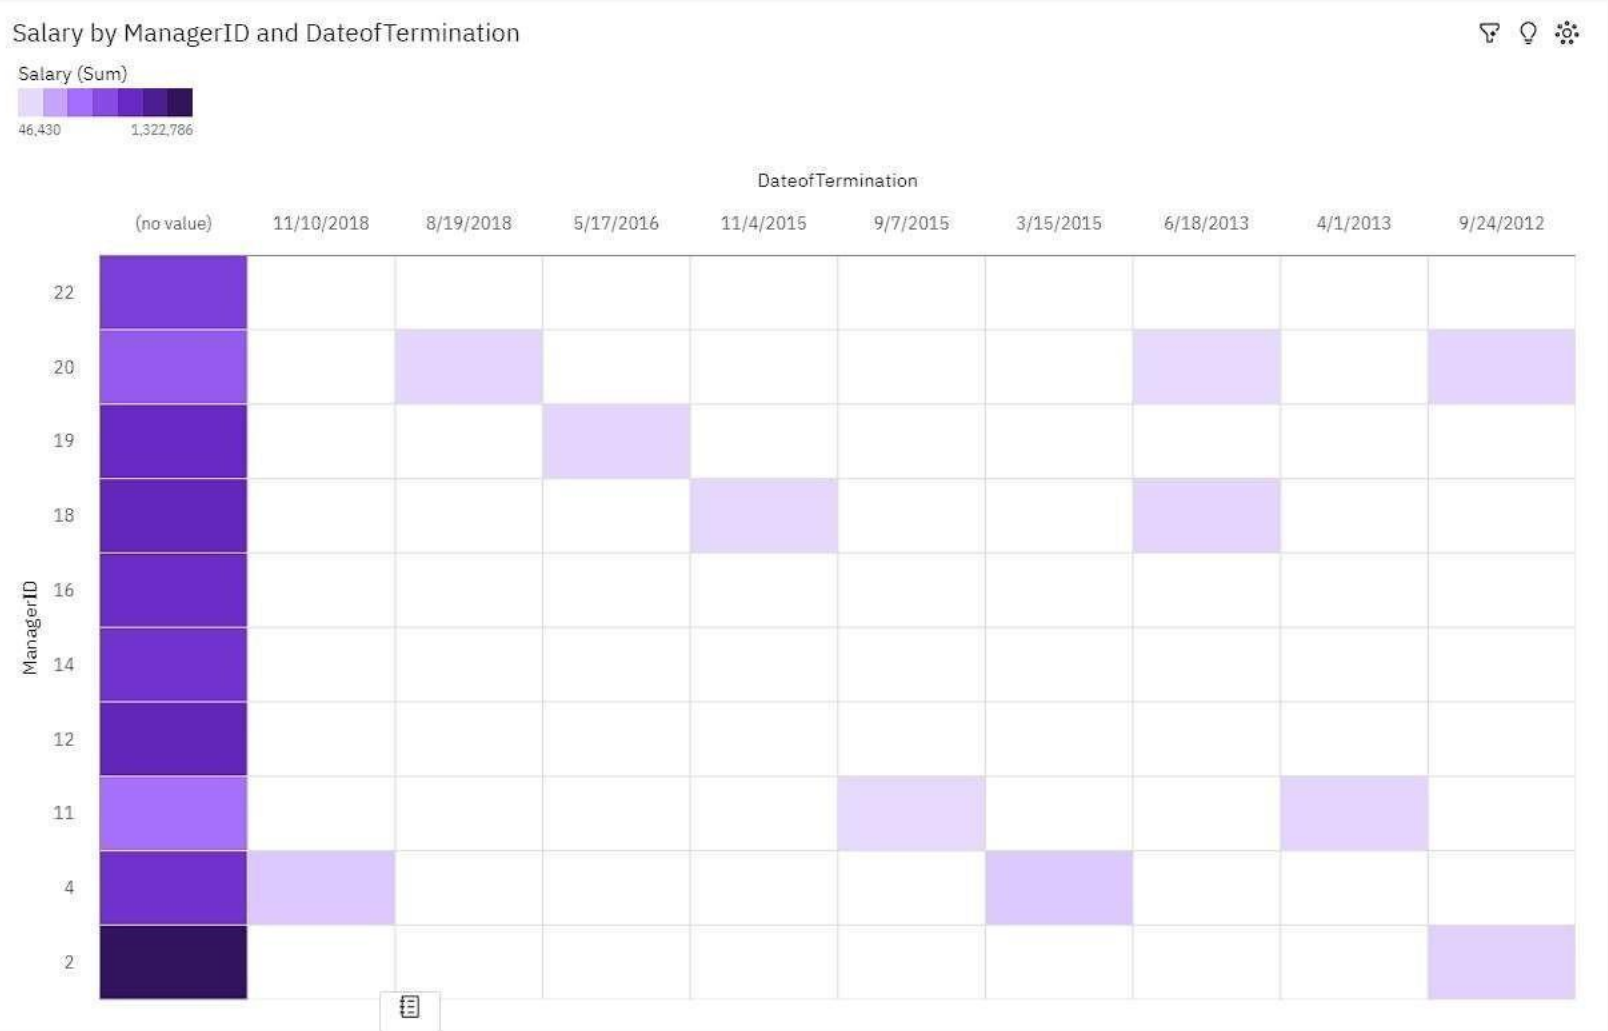 Salary by ManagerID and DateofTermination
Salary (Sum)
46,430 1,322,786
DateofTermination
(no value) 11/10/2018 8/19/2018 5/17/2016 11/4/2015 9/7/2015 3/15/2015 6/18/2013 4/1/2013 9/24/2012
ManagerID
22
20
19
18
16
14
12
11
4
2